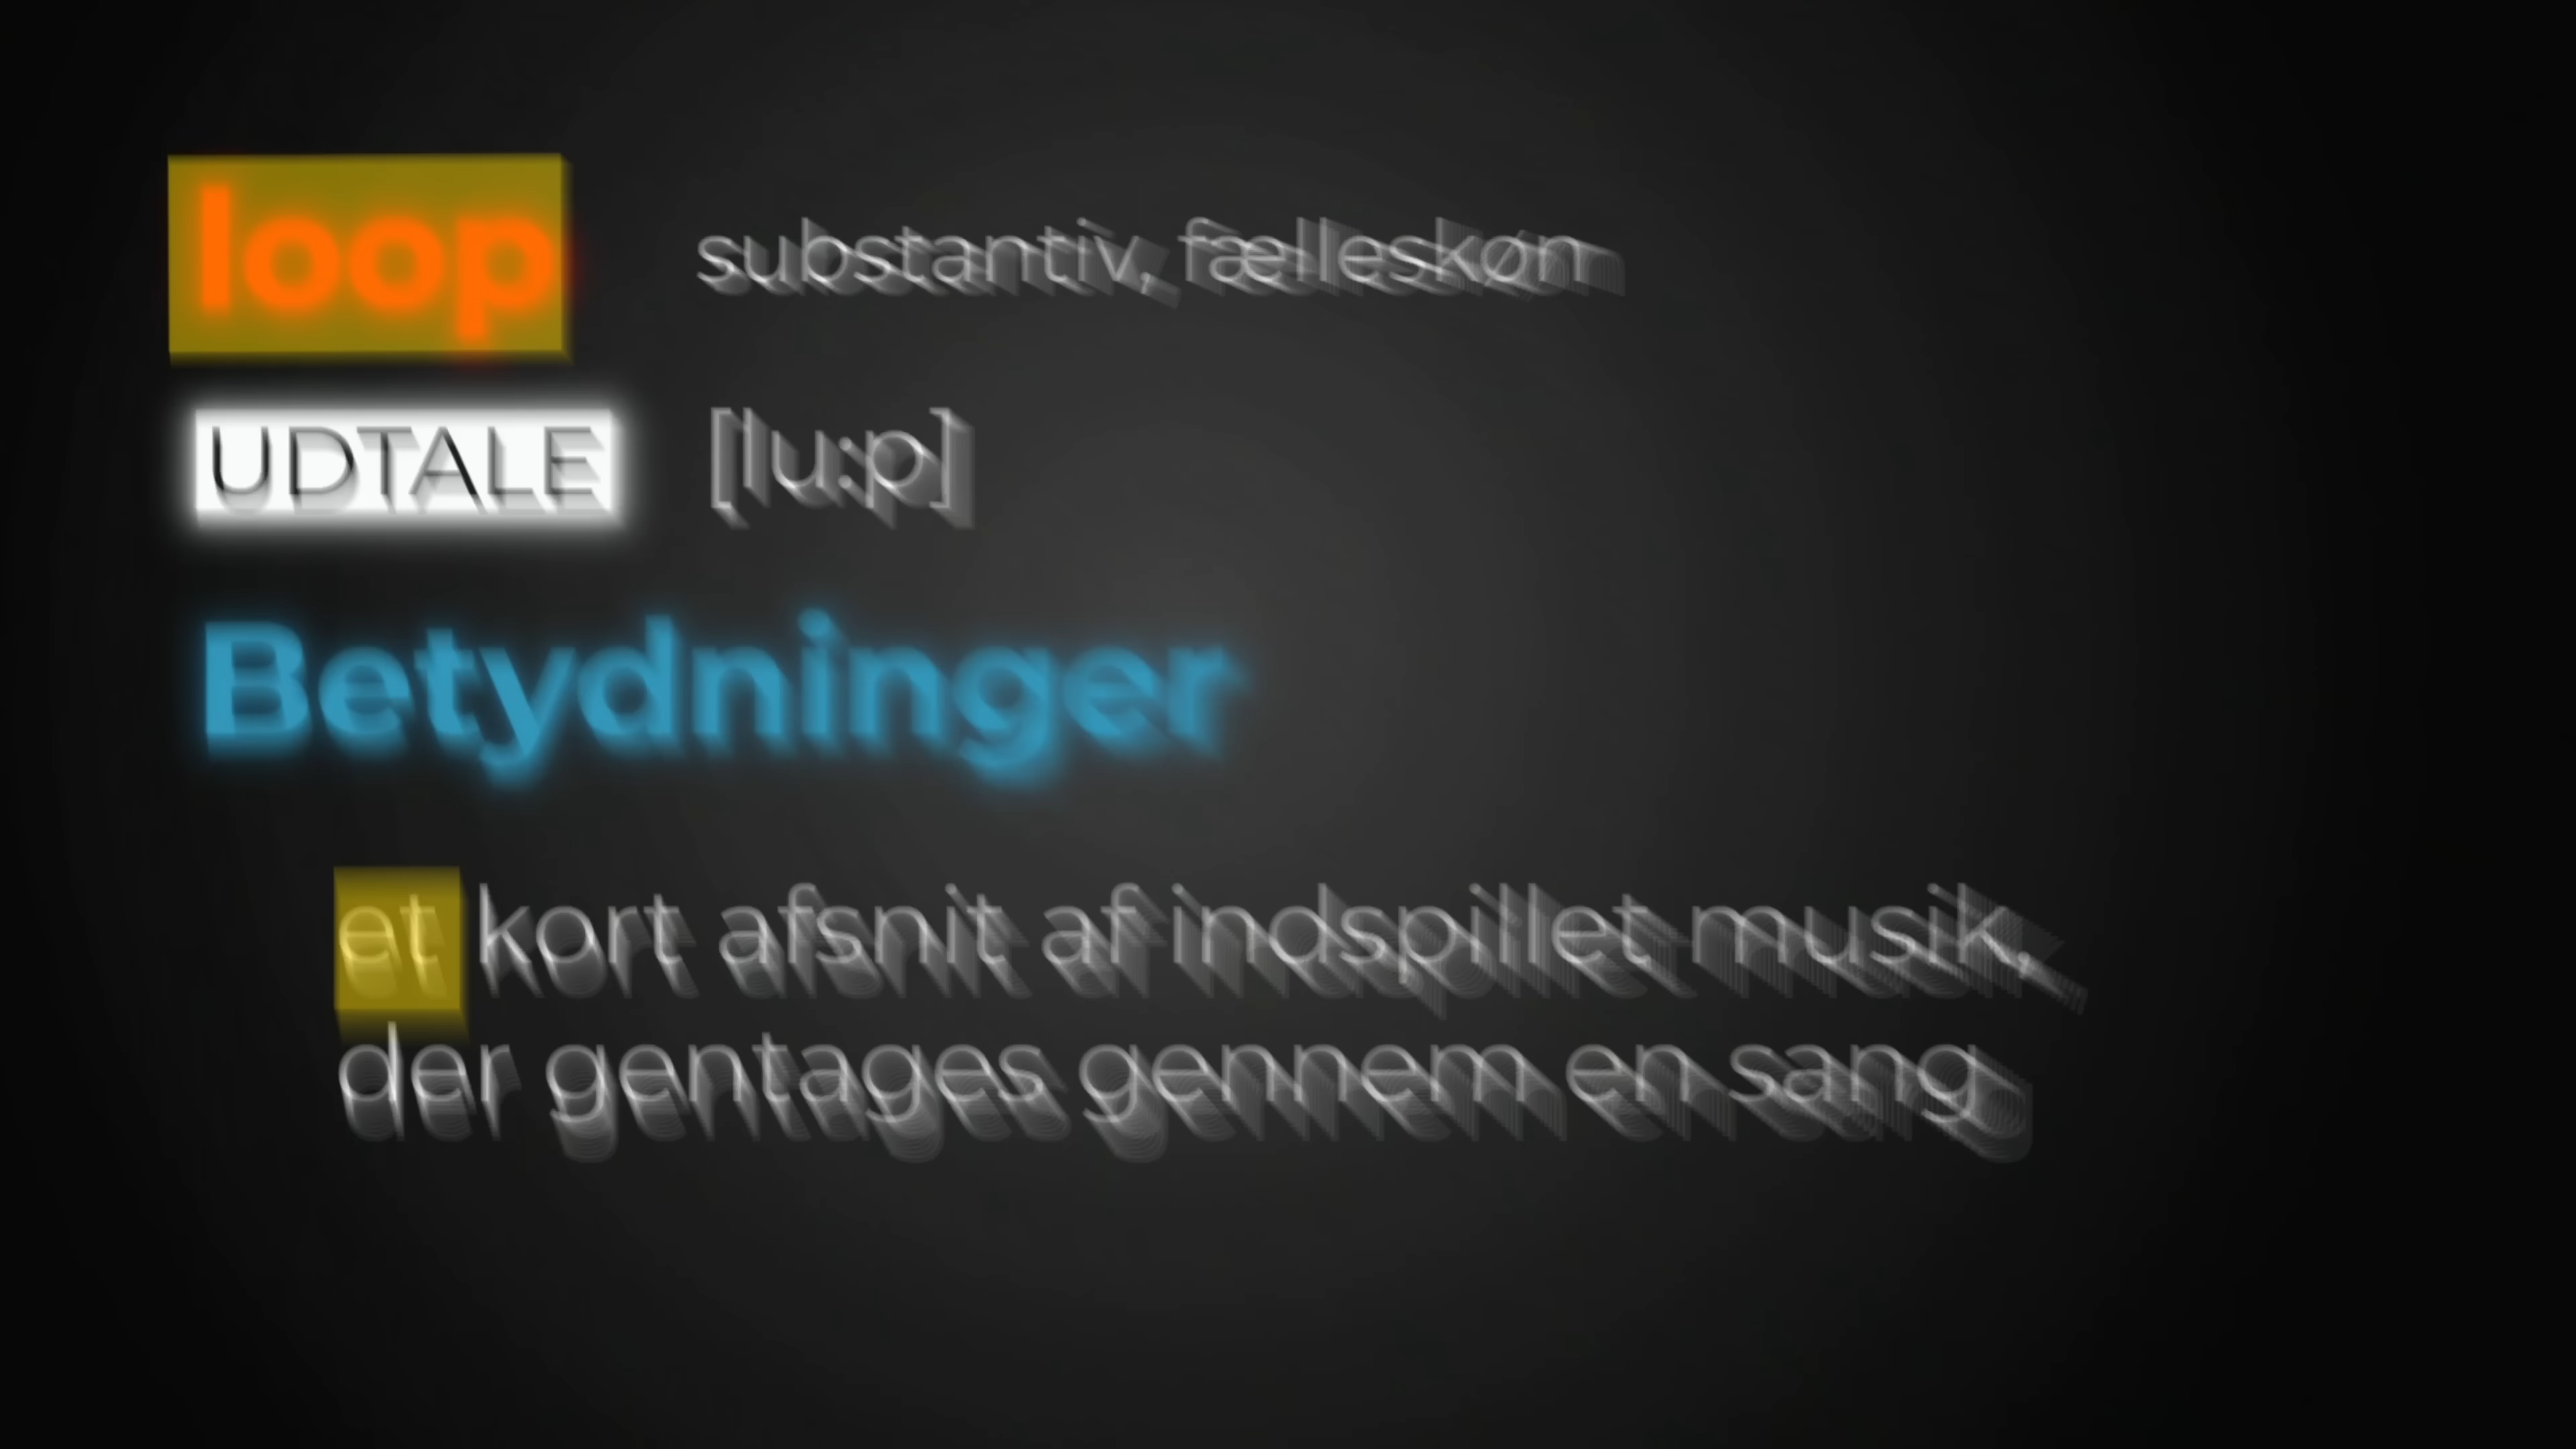 loop substantiv, fælleskøn
UDTALE [lu:p]
Betydninger
et kort afsnit af indspillet musik,
der gentages gennem en sang